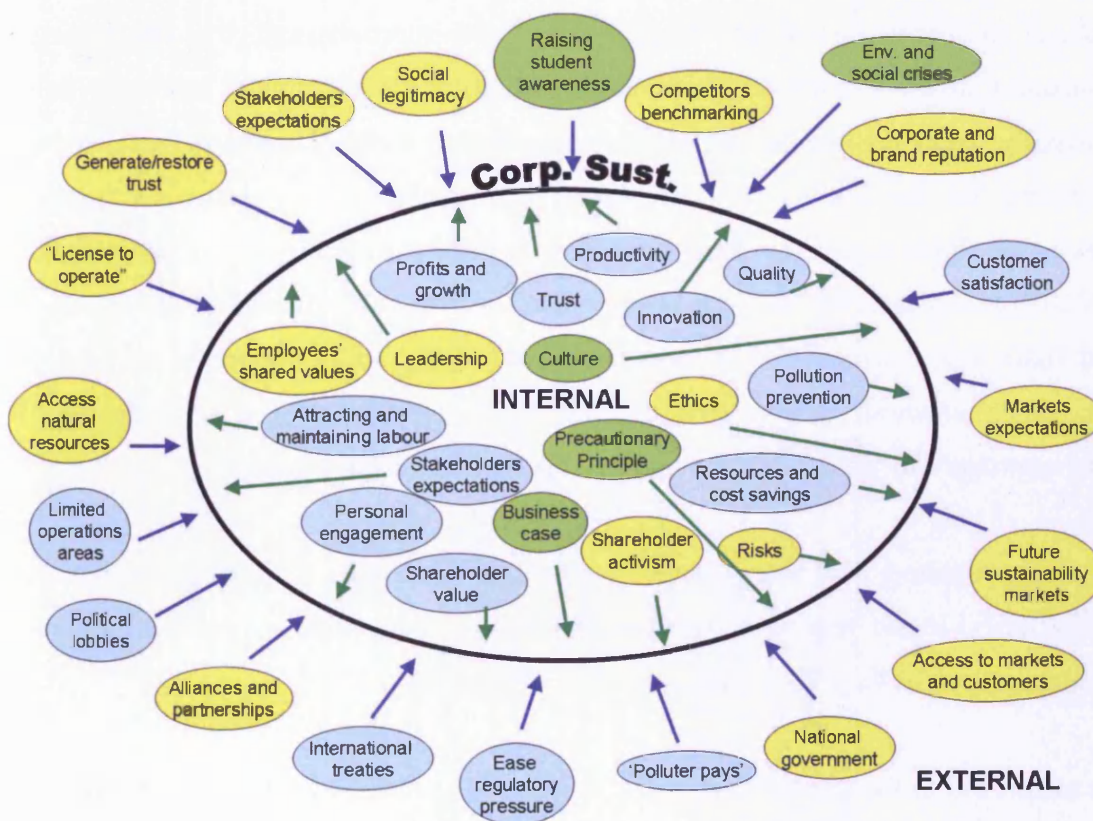 Raising
student
awareness
Env. and
social crises
Social
legitimacy
Competitors
benchmarking
Stakeholders
expectations
Corporate and
brand reputation
Generate/restore
trust
Corp. Sust.
"License to
operate"
Profits and
growth
Trust
Productivity
Innovation
Quality
Customer
satisfaction
Employees'
shared values
Leadership
Culture
Pollution
prevention
INTERNAL
Ethics
Markets
expectations
Access
natural
resources
Attracting and
maintaining labour
Precautionary
Principle
Stakeholders
expectations
Resources and
cost savings
Limited
operations
areas
Personal
engagement
Business
case
Shareholder
activism
Risks
Future
sustainability
markets
Shareholder
value
Political
lobbies
Access to markets
and customers
Alliances and
partnerships
International
treaties
Ease
regulatory
pressure
'Polluter pays'
National
government
EXTERNAL